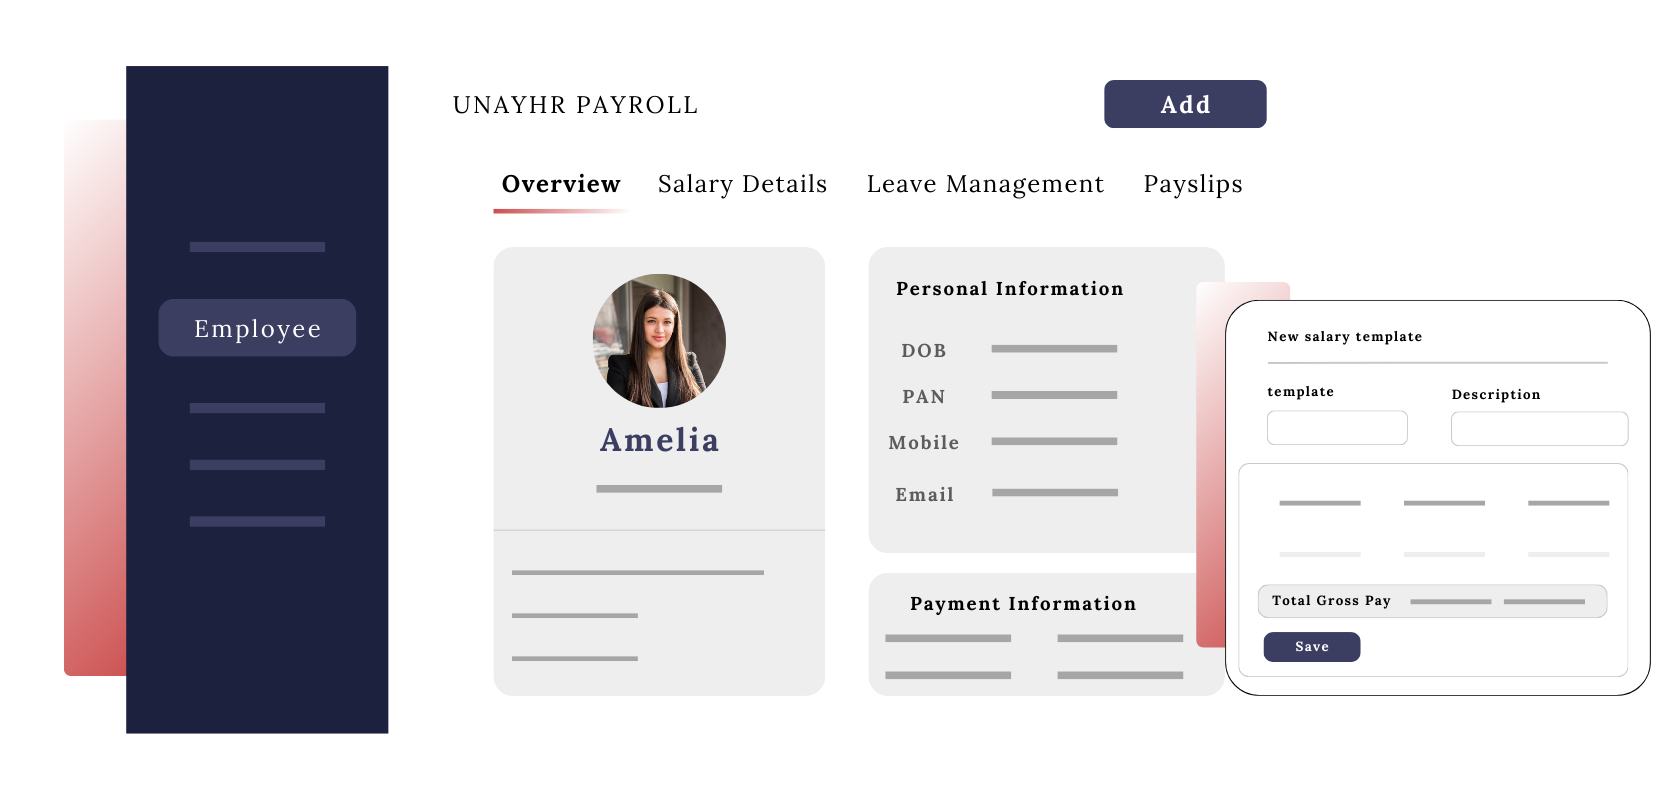 UNAYHR PAYROLL
Add
Overview
Salary Details
Leave Management
Payslips
Employee
Amelia
Personal Information
DOB
PAN
Mobile
Email
Payment Information
New salary template
template
Description
Total Gross Pay
Save